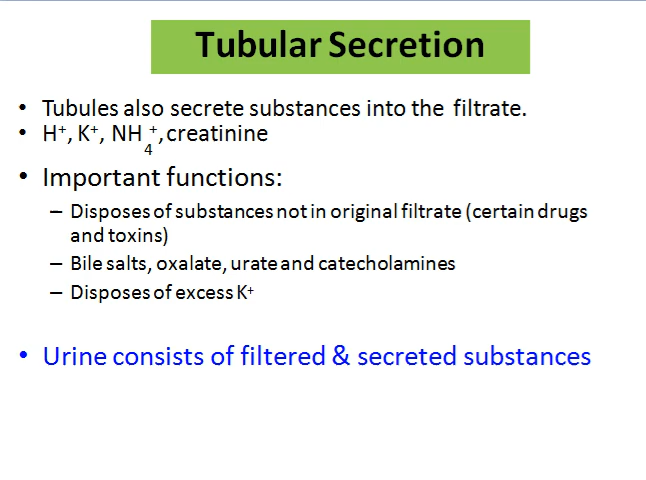 Tubular Secretion
• Tubules also secrete substances into the filtrate.
• H⁺, K⁺, NH₄⁺, creatinine
• Important functions:
– Disposes of substances not in original filtrate (certain drugs
and toxins)
– Bile salts, oxalate, urate and catecholamines
– Disposes of excess K⁺
• Urine consists of filtered & secreted substances